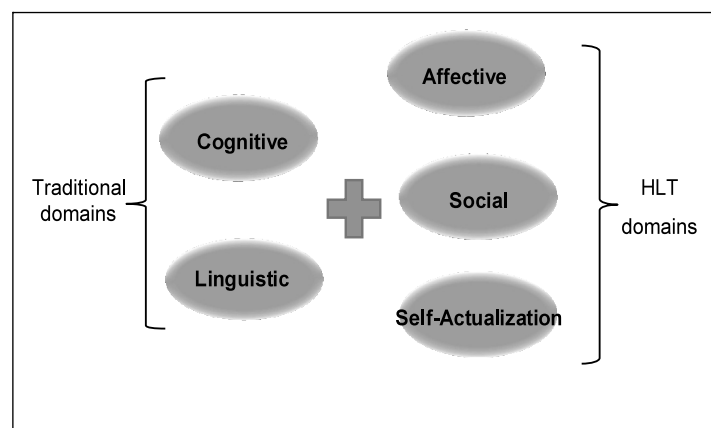 Traditional
domains
Cognitive
Linguistic
Affective
Social
Self-Actualization
HLT
domains